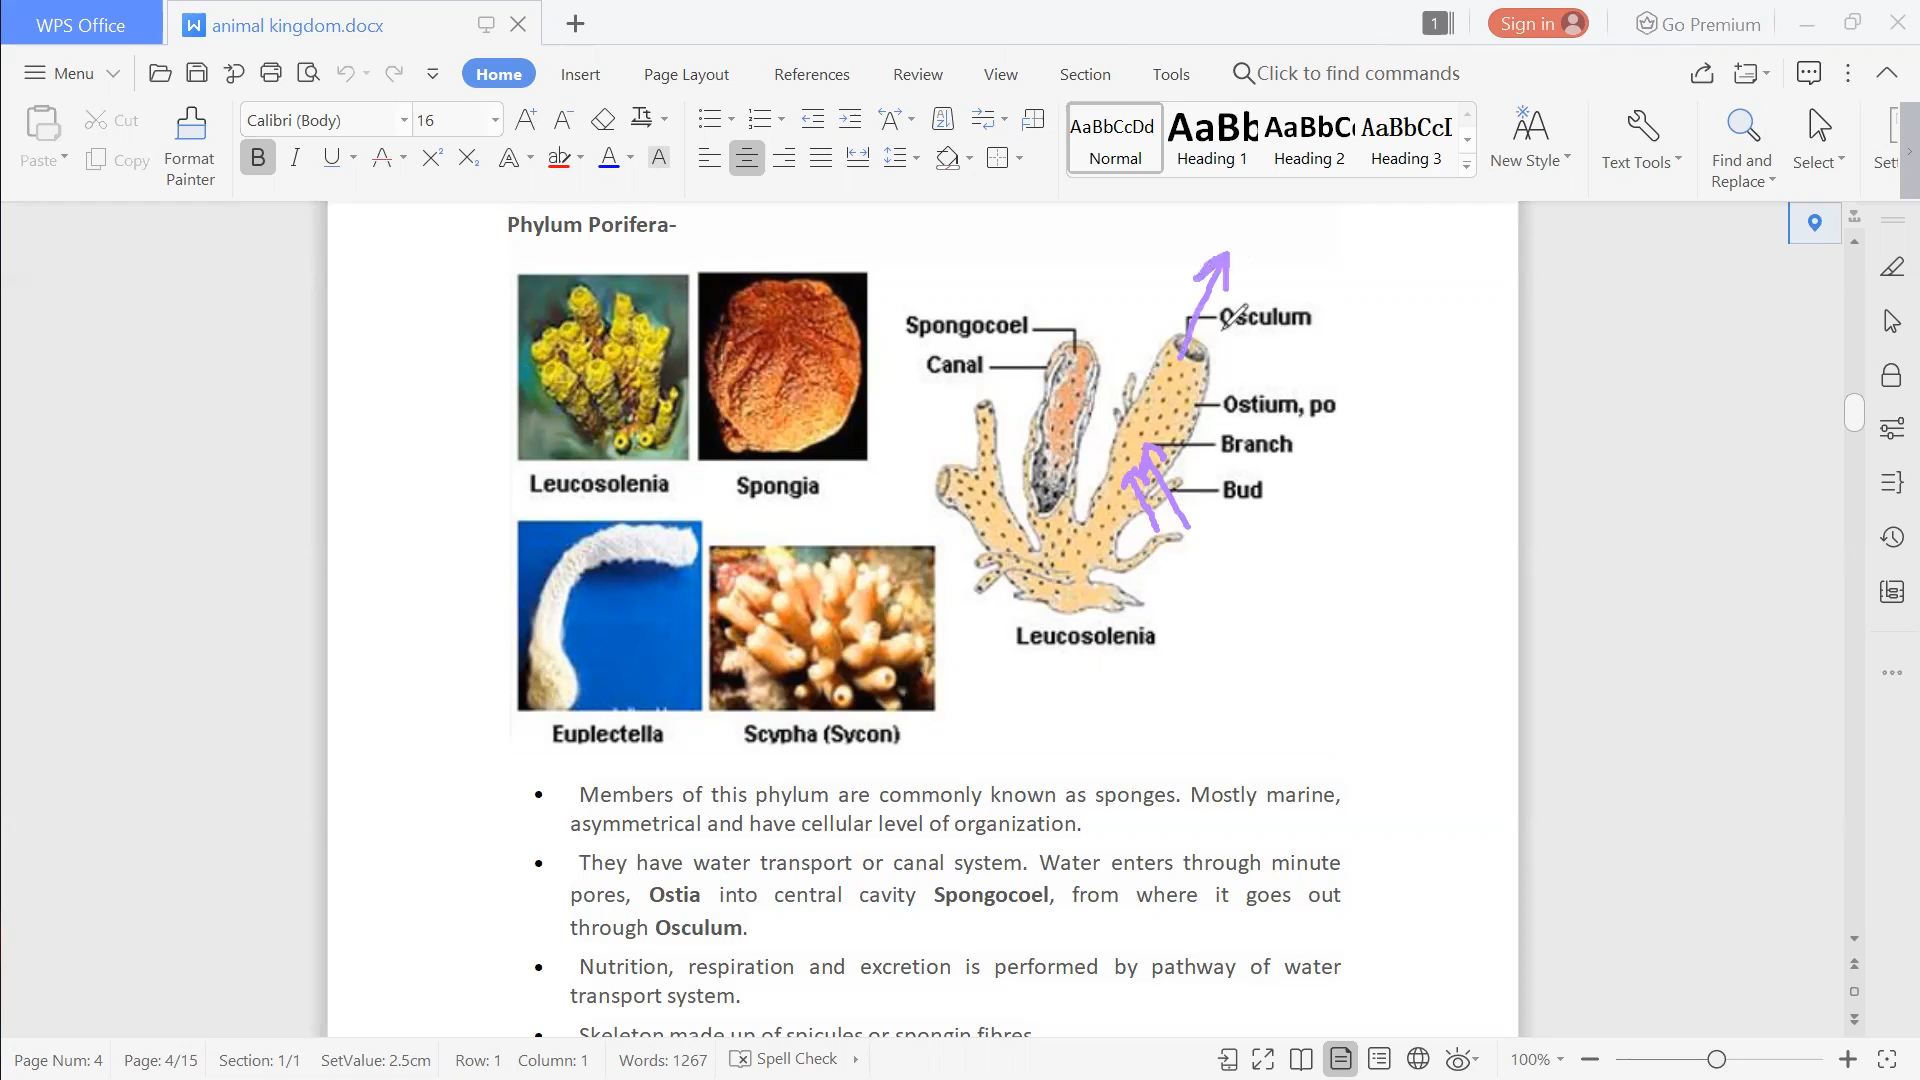 WPS Office
animal kingdom.docx
1
Sign in
Go Premium
Menu
Home
Insert
Page Layout
References
Review
View
Section
Tools
Click to find commands
Paste
Cut
Copy
Format
Painter
Calibri (Body)
16
AaBbCcDd
Normal
AaBb
Heading 1
AaBbC
Heading 2
AaBbCcI
Heading 3
New Style
Text Tools
Find and
Replace
Select
Set
Phylum Porifera-
Leucosolenia
Spongia
Euplectella
Scypha (Sycon)
Spongocoel
Canal
Osculum
Ostium, po
Branch
Bud
Leucosolenia
• Members of this phylum are commonly known as sponges. Mostly marine,
asymmetrical and have cellular level of organization.
• They have water transport or canal system. Water enters through minute
pores, Ostia into central cavity Spongocoel, from where it goes out
through Osculum.
• Nutrition, respiration and excretion is performed by pathway of water
transport system.
• Skeleton made up of spicules or spongin fibres
Page Num: 4
Page: 4/15
Section: 1/1
SetValue: 2.5cm
Row: 1
Column: 1
Words: 1267
Spell Check
100%